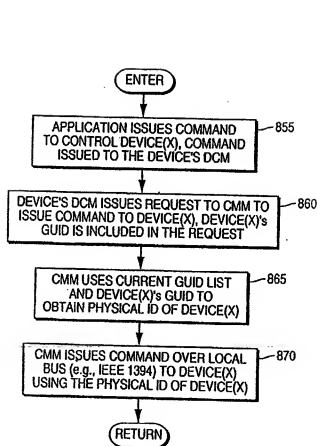 ENTER
APPLICATION ISSUES COMMAND
TO CONTROL DEVICE(X), COMMAND
ISSUED TO THE DEVICE'S DCM
855
DEVICE'S DCM ISSUES REQUEST TO CMM TO
ISSUE COMMAND TO DEVICE(X), DEVICE(X)'s
GUID IS INCLUDED IN THE REQUEST
860
CMM USES CURRENT GUID LIST
AND DEVICE(X)'s GUID TO
OBTAIN PHYSICAL ID OF DEVICE(X)
865
CMM ISSUES COMMAND OVER LOCAL
BUS (e.g., IEEE 1394) TO DEVICE(X)
USING THE PHYSICAL ID OF DEVICE(X)
870
RETURN